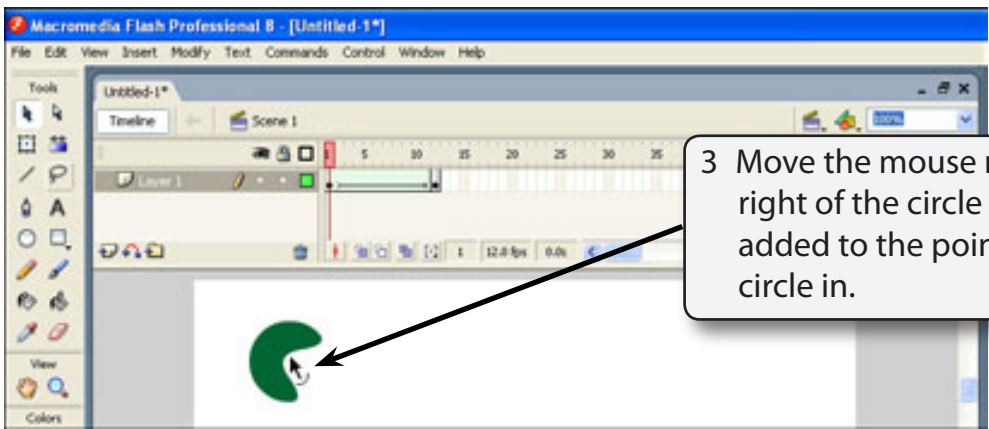 Macromedia Flash Professional 8 - [Untitled-1*]
File Edit View Insert Modify Text Commands Control Window Help
Tools
Untitled-1*
Timeline Scene 1
100%
1 5 10 15 20 25 30 35
Layer 1
1 12.0 fps 0.0s
3 Move the mouse
right of the circle
added to the poin
circle in.
View
Colors